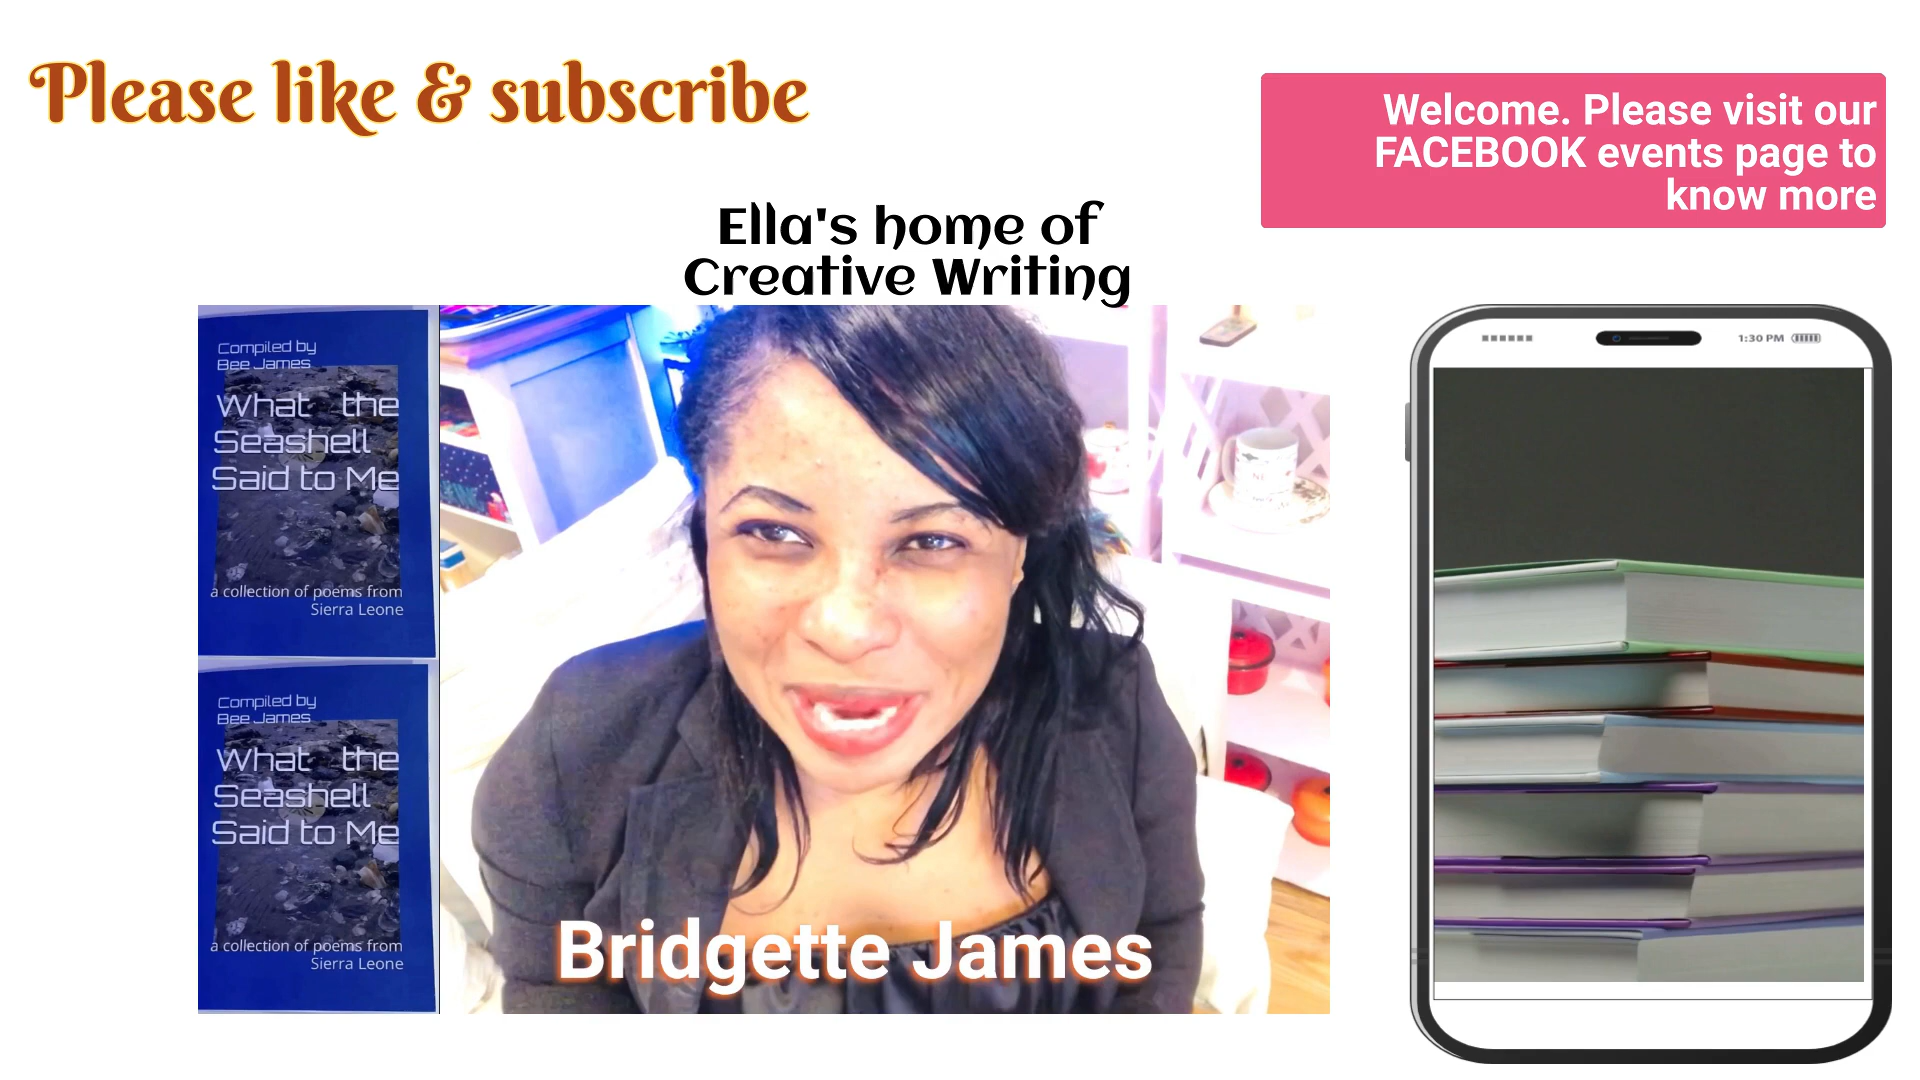 Please like & subscribe
Welcome. Please visit our
FACEBOOK events page to
know more
Ella's home of
Creative Writing
Compiled by
Bee James
What the
Seashell
Said to Me
a collection of poems from
Sierra Leone
Compiled by
Bee James
What the
Seashell
Said to Me
a collection of poems from
Sierra Leone
Bridgette James
1:30 PM